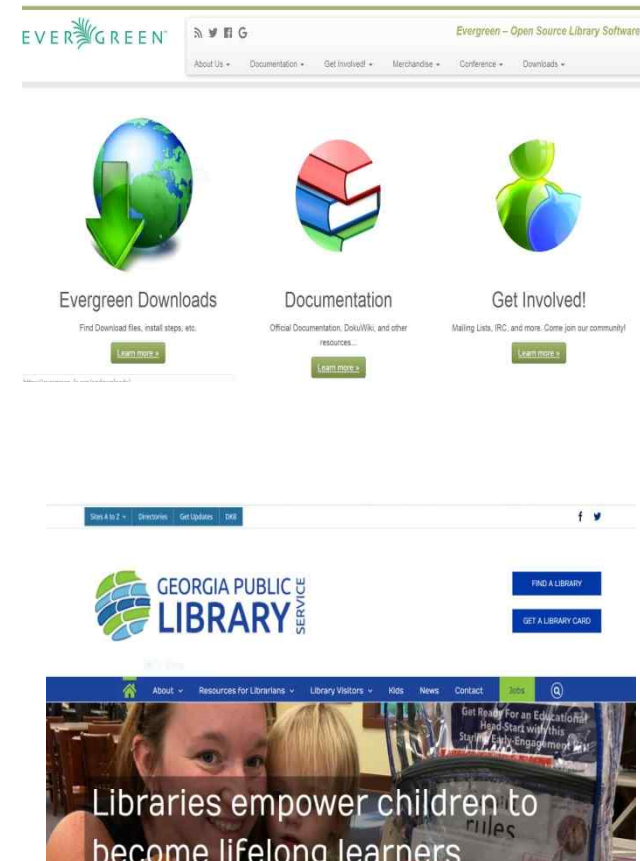 EVERGREEN
Evergreen – Open Source Library Software
About Us Documentation Get Involved! Merchandise Conference Downloads
Evergreen Downloads
Find Download files, install steps, etc.
Learn more »
Documentation
Official Documentation, DokuWiki, and other
resources...
Learn more »
Get Involved!
Mailing Lists, IRC, and more. Come join our community!
Learn more »
Sites A to Z Directories Get Updates DKB
GEORGIA PUBLIC
LIBRARY
SERVICE
FIND A LIBRARY
GET A LIBRARY CARD
About Resources for Librarians Library Visitors Kids News Contact Jobs
Get Ready For an Educational
Head-Start with this
Early-Engagement
rules
Libraries empower children to
become lifelong learners